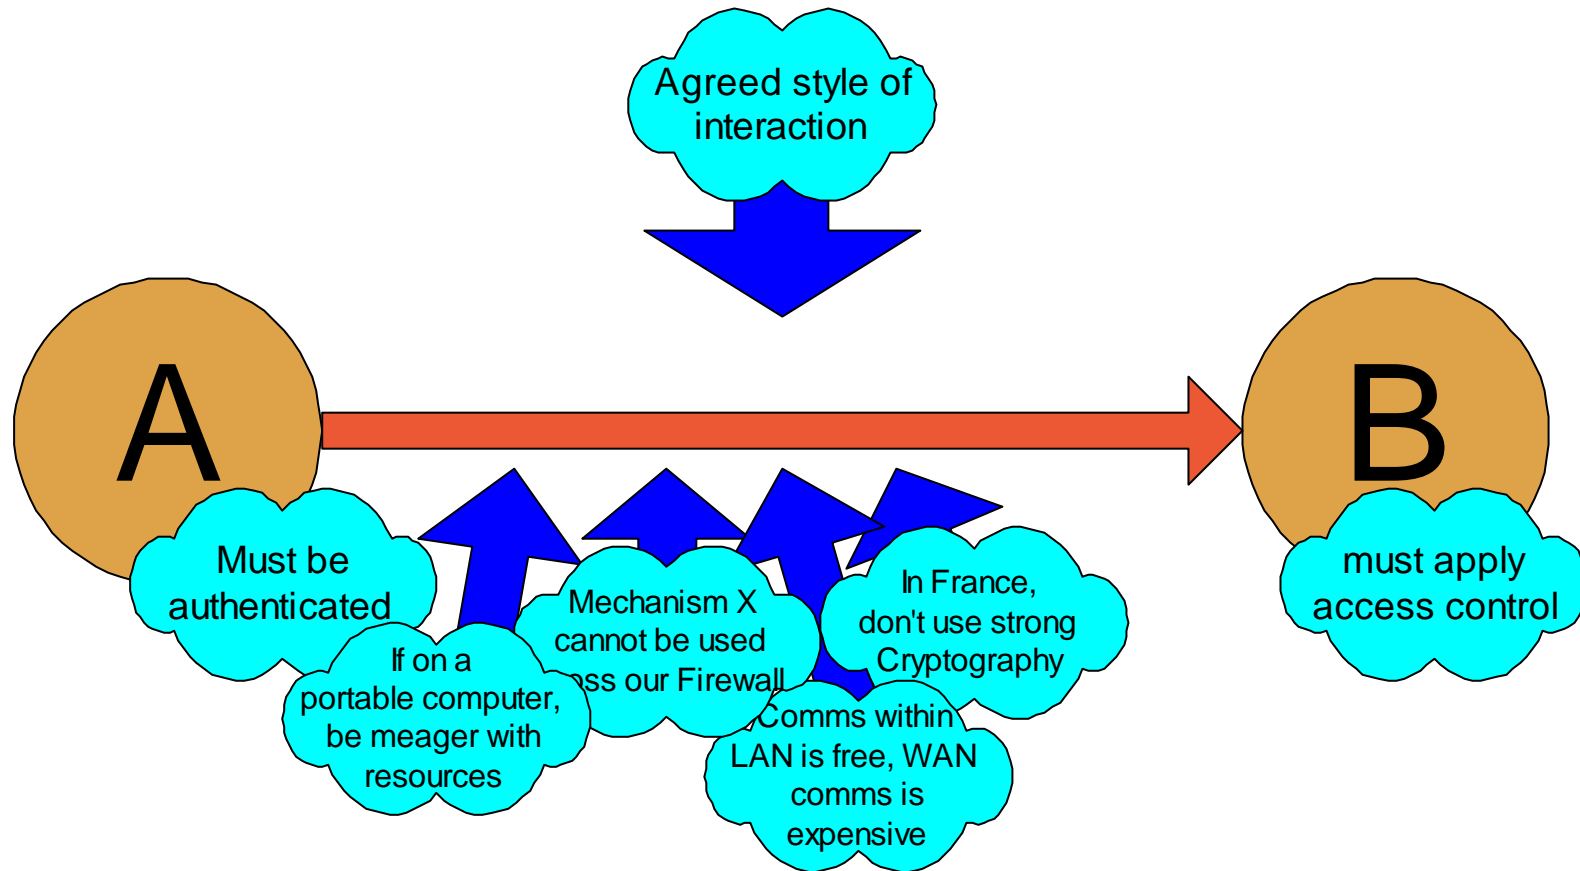 Agreed style of
interaction
A
B
Must be
authenticated
must apply
access control
If on a
portable computer,
be meager with
resources
Mechanism X
cannot be used
oss our Firewall
In France,
don't use strong
Cryptography
Comms within
LAN is free, WAN
comms is
expensive